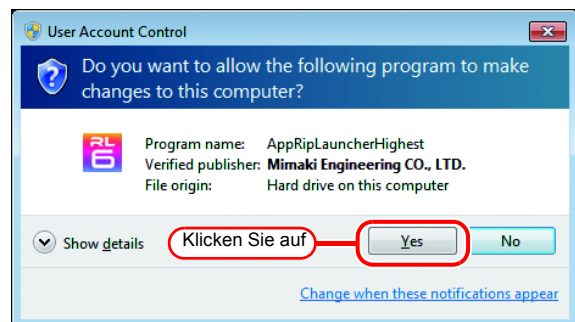 User Account Control
Do you want to allow the following program to make
changes to this computer?
RL
6
Program name: AppRipLauncherHighest
Verified publisher: Mimaki Engineering CO., LTD.
File origin: Hard drive on this computer
Show details
Klicken Sie auf
Yes
No
Change when these notifications appear